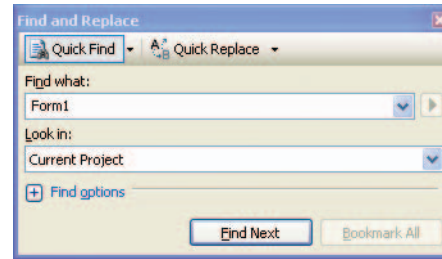 Find and Replace
Quick Find Quick Replace
Find what:
Form1
Look in:
Current Project
Find options
Find Next Bookmark All